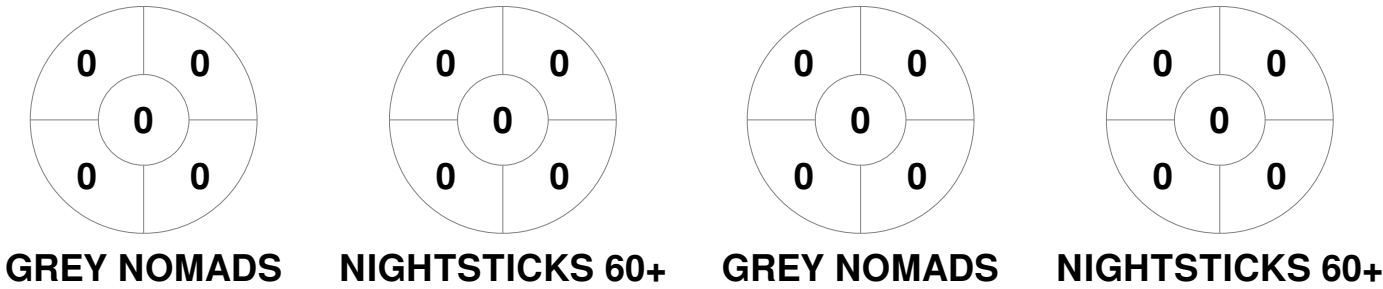 0 0 0 0 0 0 0 0
0 0 0 0
0 0 0 0 0 0 0 0
GREY NOMADS NIGHTSTICKS 60+ GREY NOMADS NIGHTSTICKS 60+